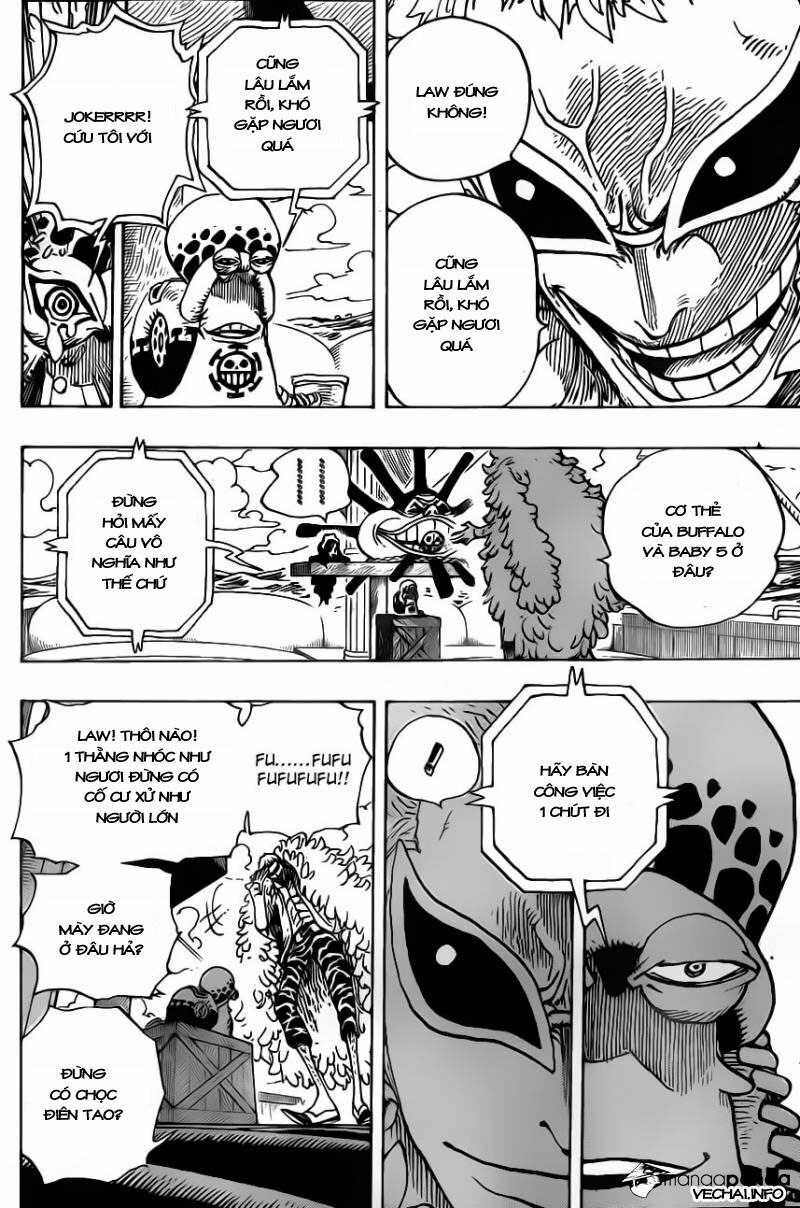 LAW ĐÚNG
KHÔNG!
CŨNG
LÂU LẮM
RỒI, KHÓ
GẶP NGƯƠI
QUÁ
CŨNG
LÂU LẮM
RỒI, KHÓ
GẶP NGƯƠI
QUÁ
JOKERRRR!
CỨU TÔI VỚI
CƠ THẺ
CỦA BUFFALO
VÀ BABY 5 Ở
ĐÂU?
!!!!!!!!
ĐỪNG
HỎI MẤY
CÂU VÔ
NGHĨA NHƯ
THẾ CHỨ
HÃY BÀN
CÔNG VIỆC
1 CHÚT ĐI
!
FU......FUFU
FUFUFUFU!!
LAW! THÔI NÀO!
1 THẰNG NHÓC NHƯ
NGƯƠI ĐỪNG CÓ
CỐ CƯ XỬ NHƯ
NGƯỜI LỚN
GIỜ
MÀY ĐANG
Ở ĐÂU HẢ?
ĐỪNG
CÓ CHỌC
ĐIÊN TAO?
mangapanda
VECHAI.INFO